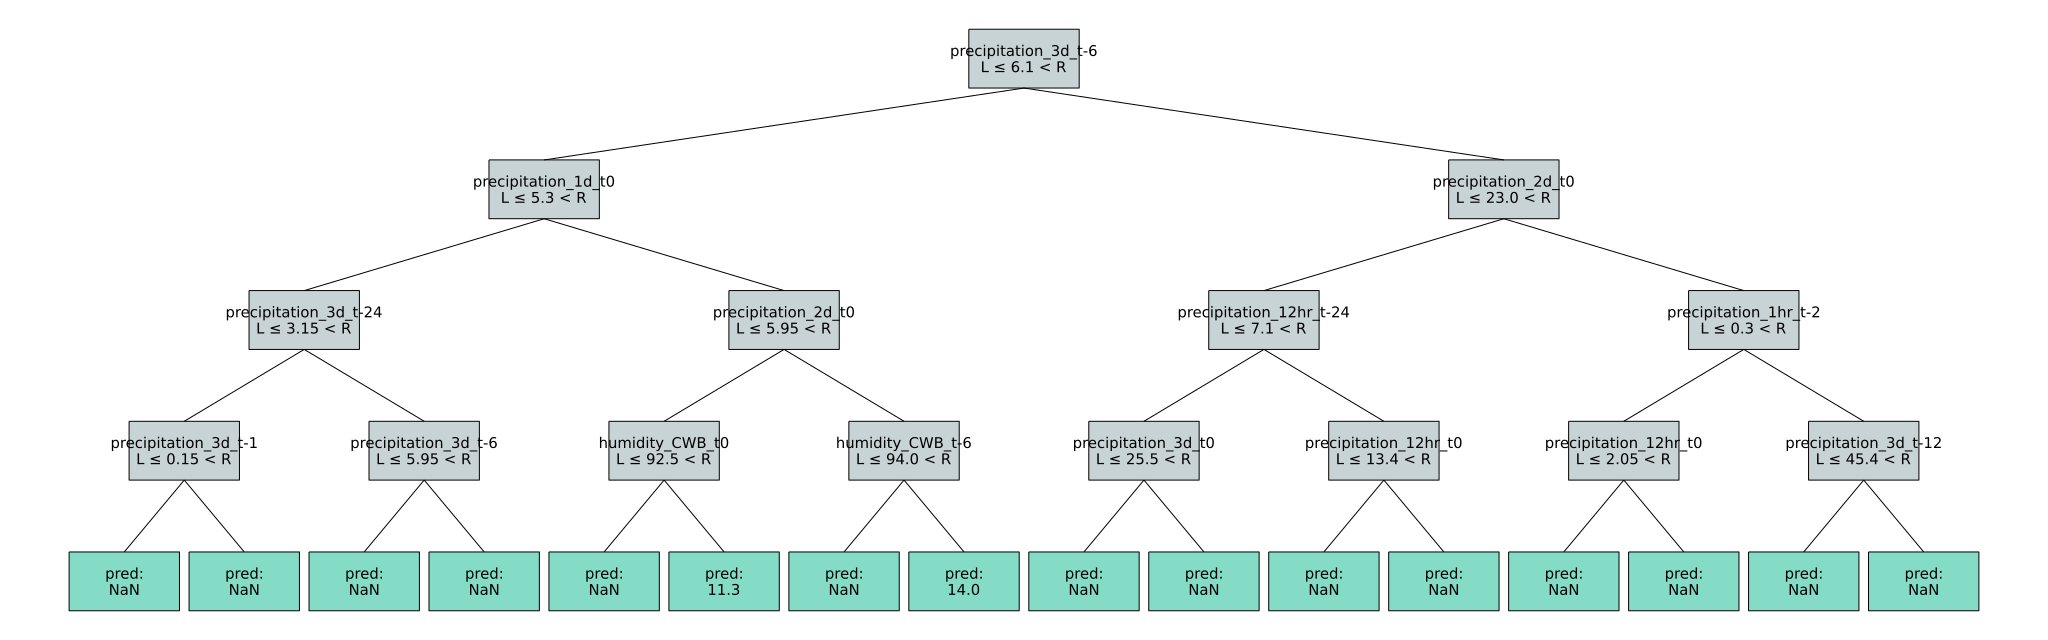 precipitation_3d_t-6
L ≤ 6.1 < R
precipitation_1d_t0
L ≤ 5.3 < R
precipitation_2d_t0
L ≤ 23.0 < R
precipitation_3d_t-24
L ≤ 3.15 < R
precipitation_2d_t0
L ≤ 5.95 < R
precipitation_12hr_t-24
L ≤ 7.1 < R
precipitation_1hr_t-2
L ≤ 0.3 < R
precipitation_3d_t-1
L ≤ 0.15 < R
precipitation_3d_t-6
L ≤ 5.95 < R
humidity_CWB_t0
L ≤ 92.5 < R
humidity_CWB_t-6
L ≤ 94.0 < R
precipitation_3d_t0
L ≤ 25.5 < R
precipitation_12hr_t0
L ≤ 13.4 < R
precipitation_12hr_t0
L ≤ 2.05 < R
precipitation_3d_t-12
L ≤ 45.4 < R
pred:
NaN
pred:
NaN
pred:
NaN
pred:
NaN
pred:
NaN
pred:
11.3
pred:
NaN
pred:
14.0
pred:
NaN
pred:
NaN
pred:
NaN
pred:
NaN
pred:
NaN
pred:
NaN
pred:
NaN
pred:
NaN